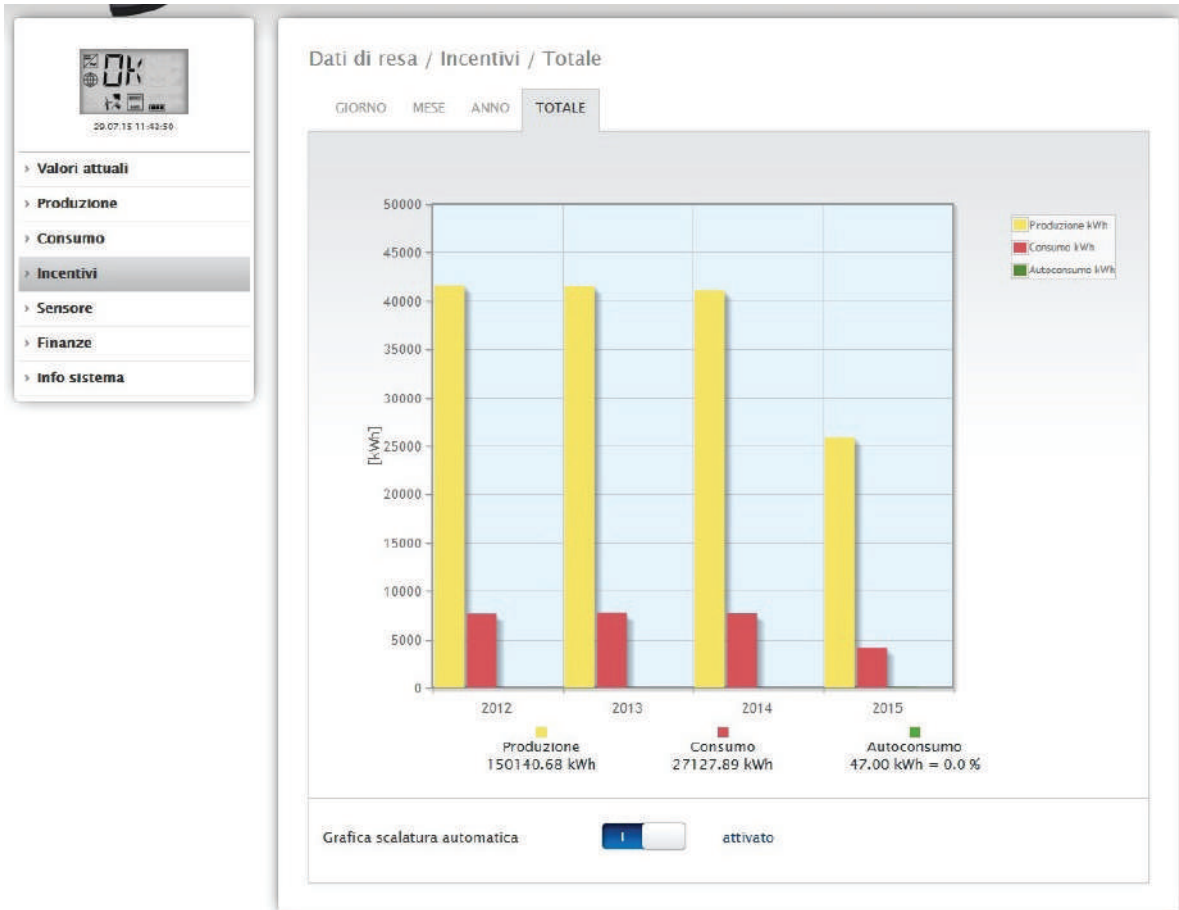 OK
29.07.15 11:42:50
› Valori attuali
› Produzione
› Consumo
› Incentivi
› Sensore
› Finanze
› Info sistema
Dati di resa / Incentivi / Totale
GIORNO MESE ANNO TOTALE
50000
45000
40000
35000
30000
25000
20000
15000
10000
5000
0
[kWh]
2012 2013 2014 2015
Produzione kWh
Consumo kWh
Autoconsumo kWh
Produzione
150140.68 kWh
Consumo
27127.89 kWh
Autoconsumo
47.00 kWh = 0.0 %
Grafica scalatura automatica I attivato